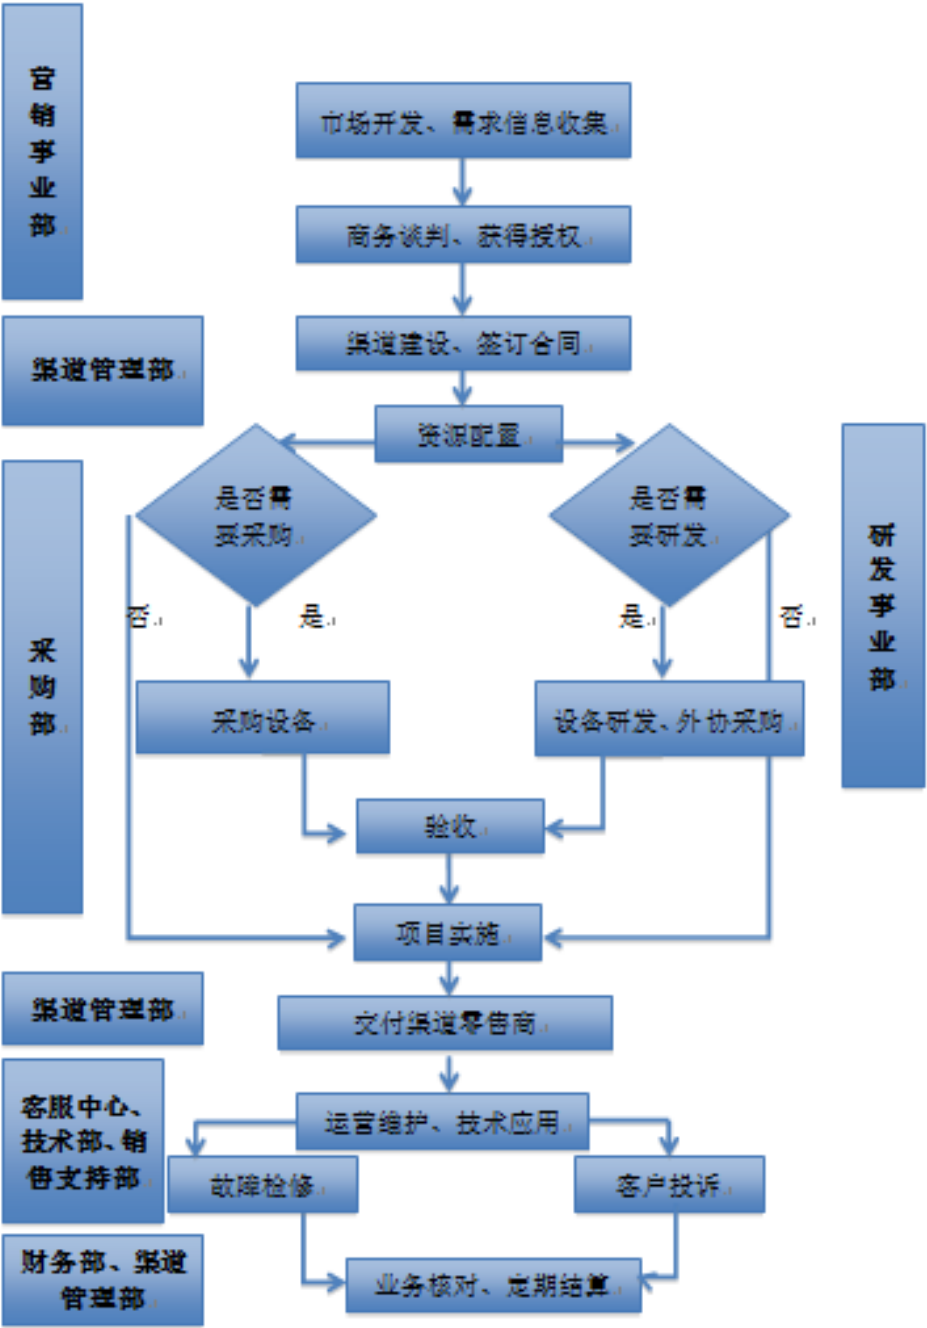 营
销
事
业
部
市场开发、需求信息收集
商务谈判、获得授权
渠道管理部
渠道建设、签订合同
资源配置
是否需
要采购
是否需
要研发
研
发
事
业
部
否
是
是
否
采
购
部
采购设备
设备研发、外协采购
验收
项目实施
渠道管理部
交付渠道零售商
客服中心、
技术部、销
售支持部
运营维护、技术应用
故障检修
客户投诉
财务部、渠道
管理部
业务核对、定期结算